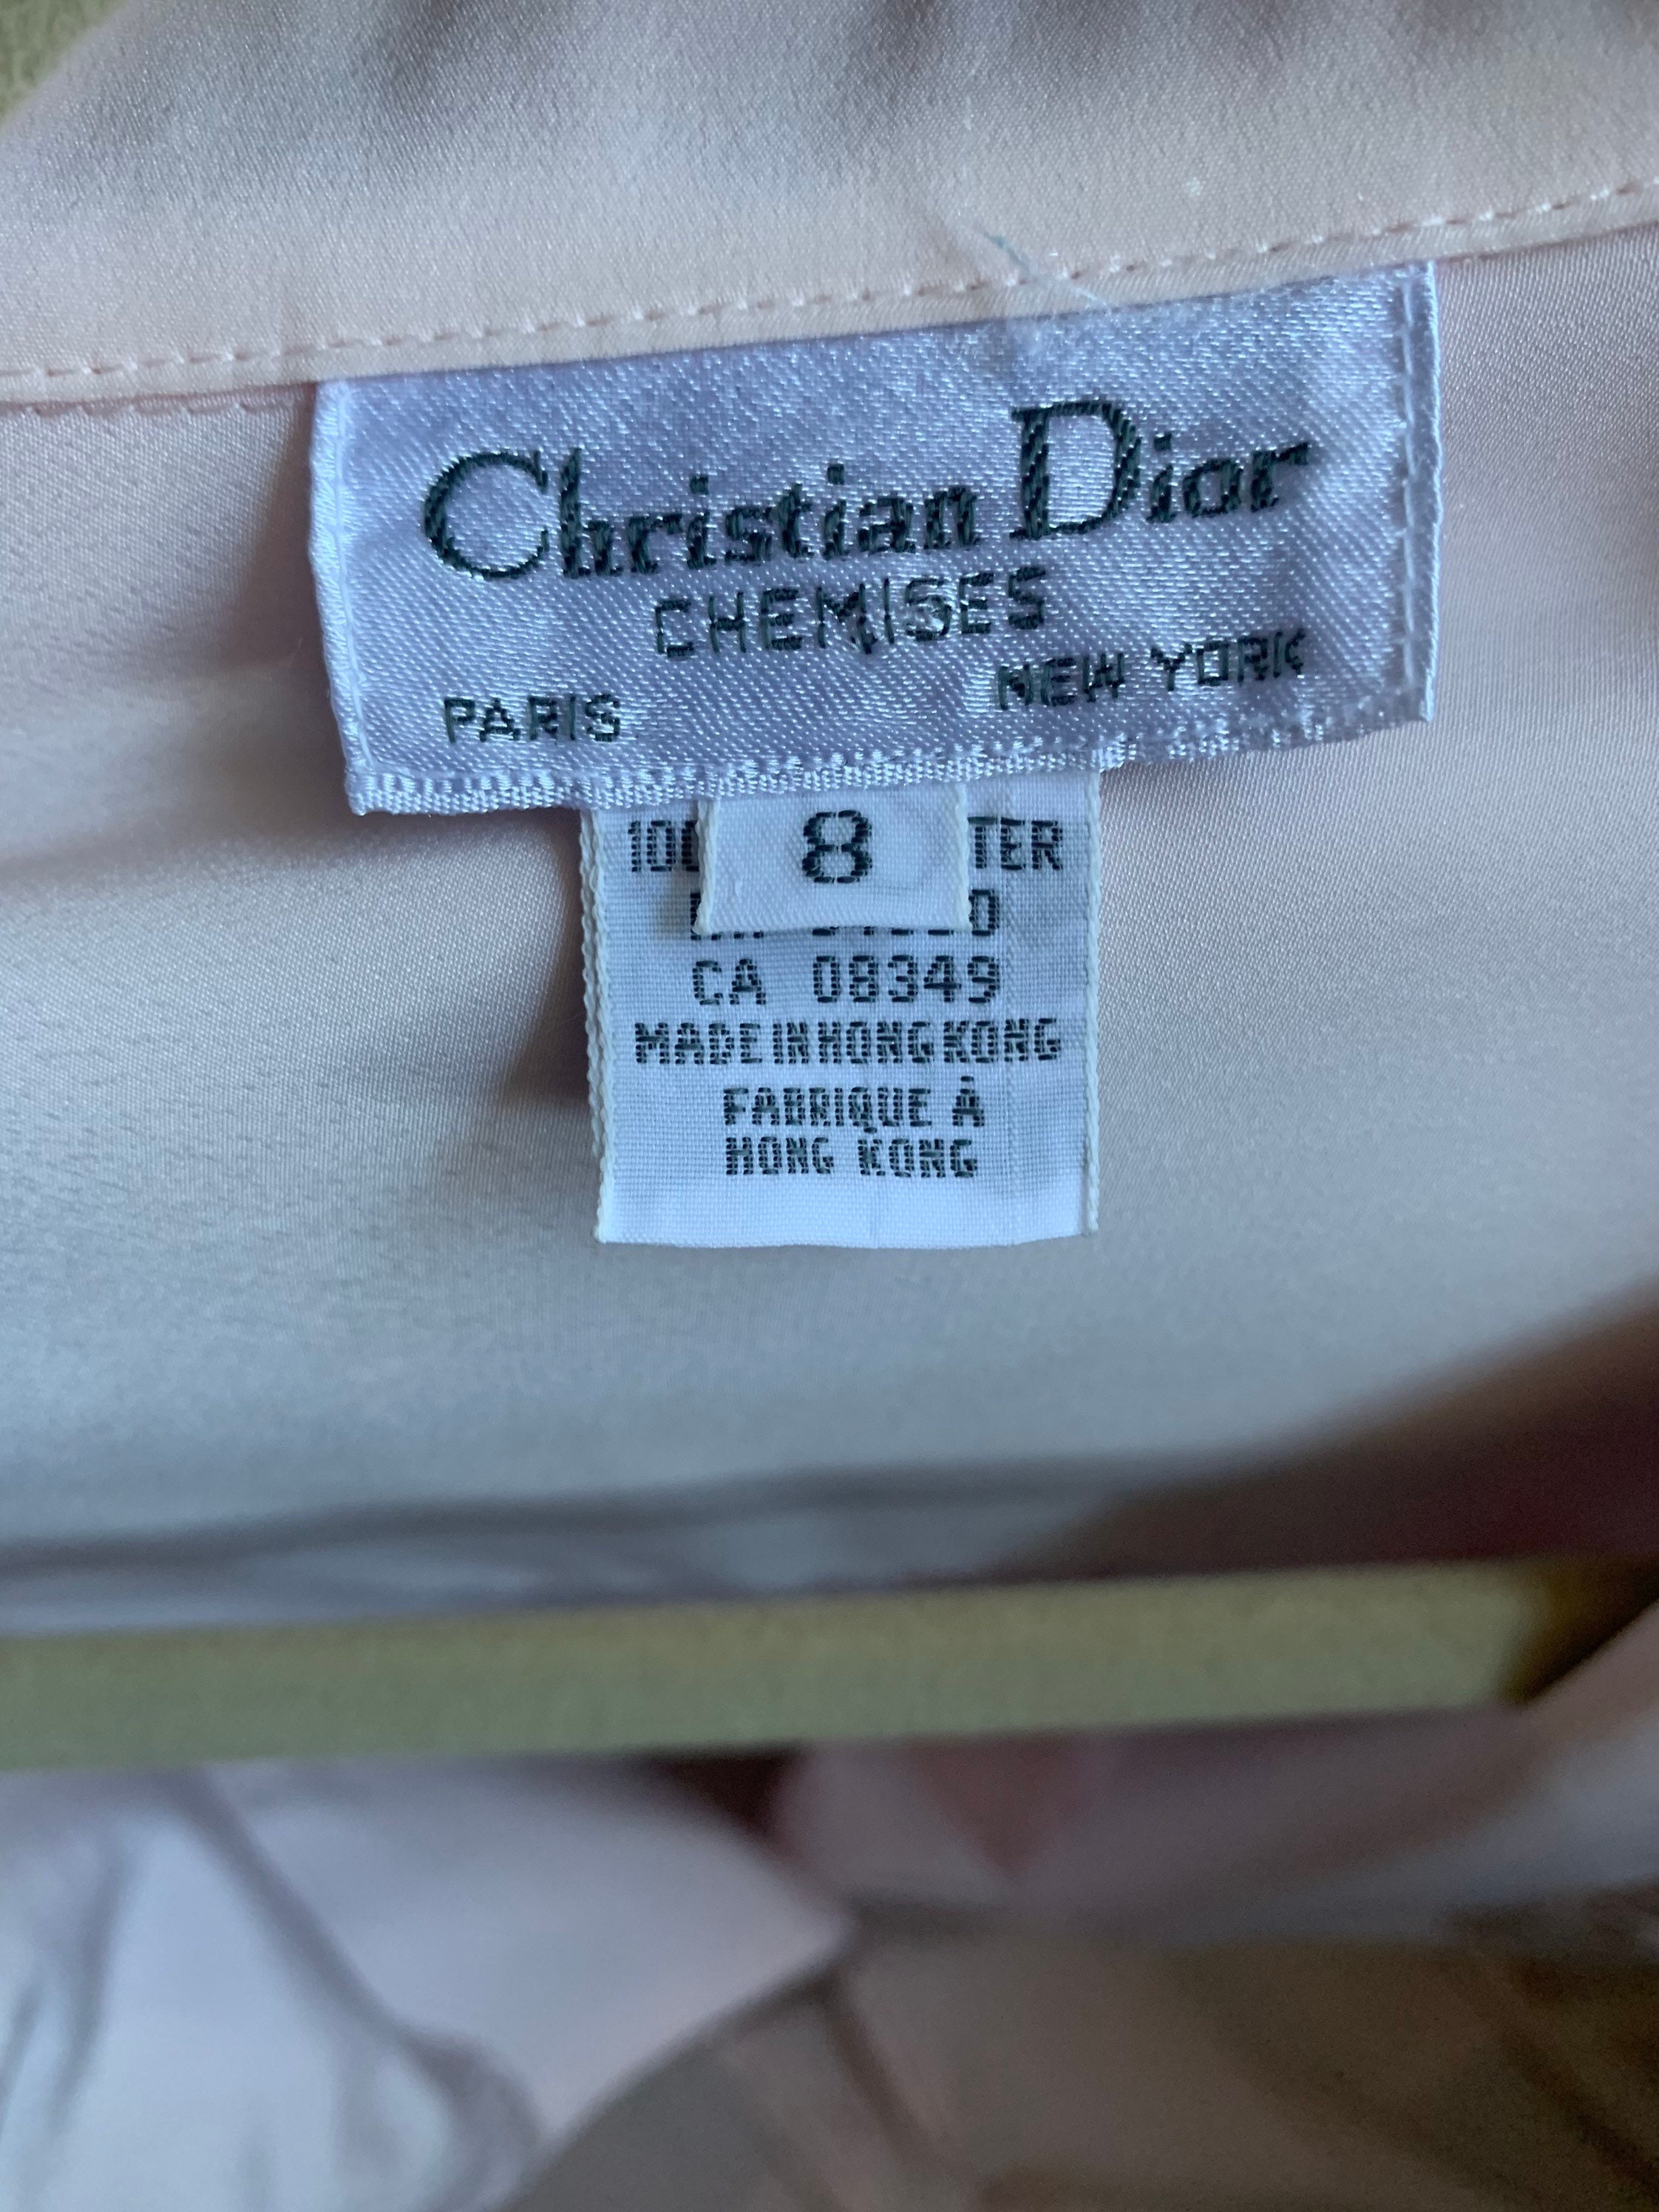 Christian Dior
CHEMISES
PARIS NEW YORK
8
CA 08349
MADE IN HONG KONG
FABRIQUE À
HONG KONG